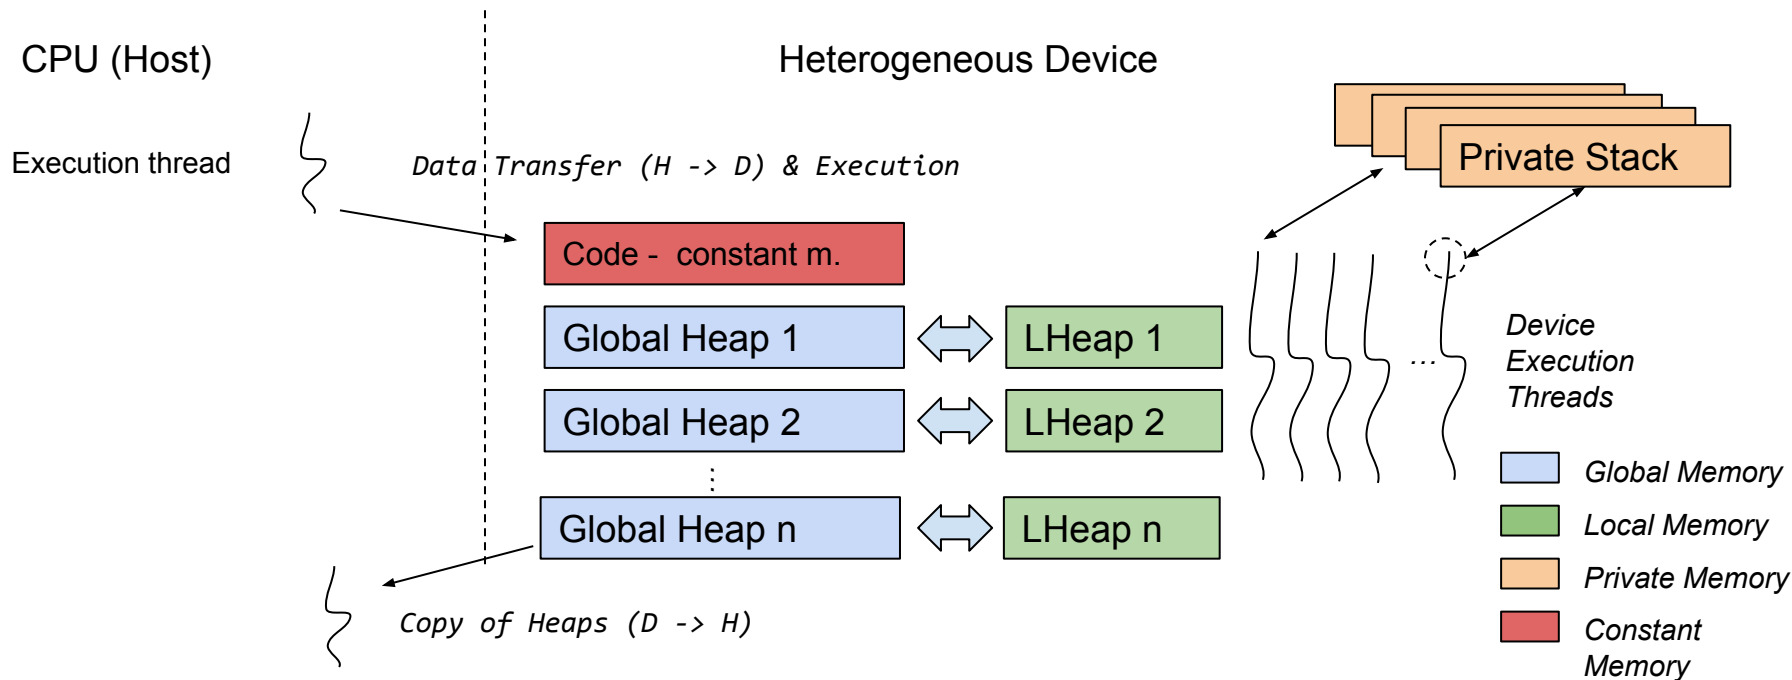 CPU (Host)
Heterogeneous Device
Execution thread
Data Transfer (H -> D) & Execution
Private Stack
Code - constant m.
Global Heap 1
LHeap 1
Global Heap 2
LHeap 2
⋮
Global Heap n
LHeap n
...
Device
Execution
Threads
Copy of Heaps (D -> H)
Global Memory
Local Memory
Private Memory
Constant
Memory